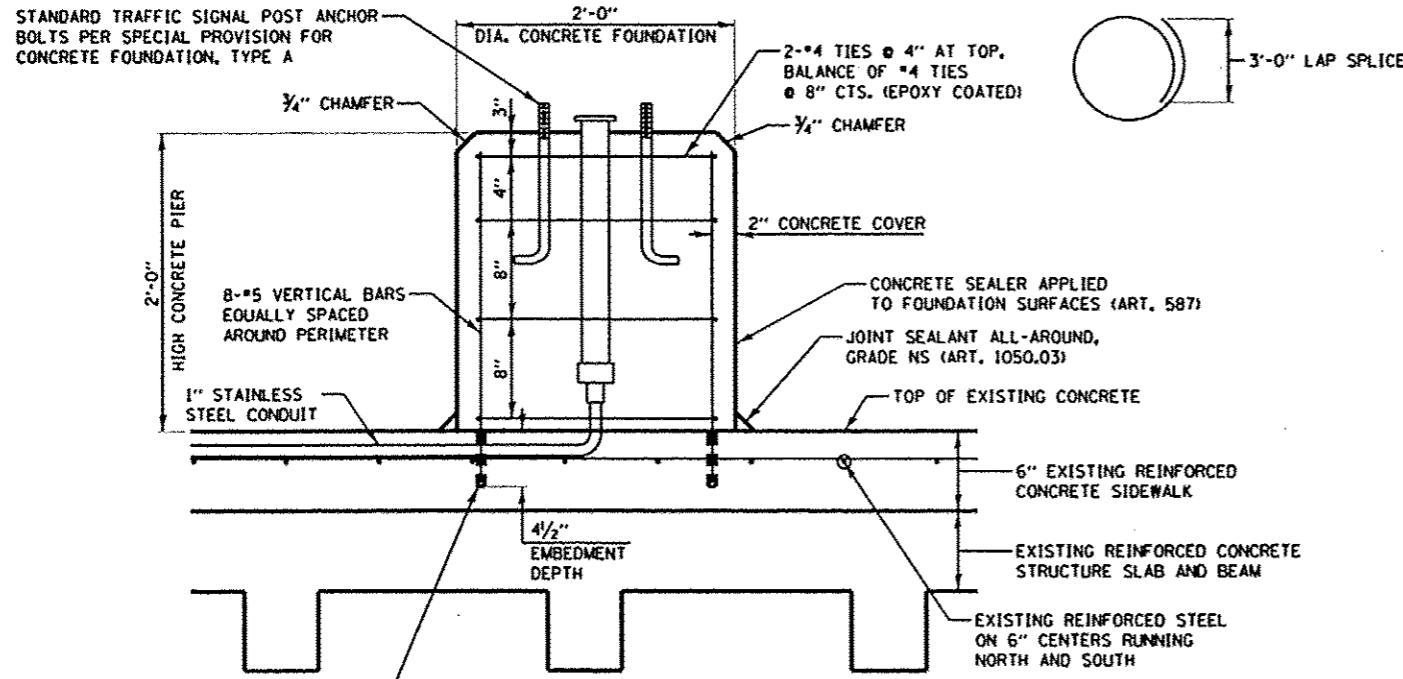 STANDARD TRAFFIC SIGNAL POST ANCHOR
BOLTS PER SPECIAL PROVISION FOR
CONCRETE FOUNDATION, TYPE A
2'-0"
DIA. CONCRETE FOUNDATION
2-#4 TIES @ 4" AT TOP,
BALANCE OF #4 TIES
@ 8" CTS. (EPOXY COATED)
3'-0" LAP SPLICE
3/4" CHAMFER
3"
3/4" CHAMFER
4"
2'-0"
HIGH CONCRETE PIER
2" CONCRETE COVER
8"
8-#5 VERTICAL BARS
EQUALLY SPACED
AROUND PERIMETER
CONCRETE SEALER APPLIED
TO FOUNDATION SURFACES (ART. 587)
JOINT SEALANT ALL-AROUND,
GRADE NS (ART. 1050.03)
8"
1" STAINLESS
STEEL CONDUIT
TOP OF EXISTING CONCRETE
6" EXISTING REINFORCED
CONCRETE SIDEWALK
4 1/2"
EMBEDMENT
DEPTH
EXISTING REINFORCED CONCRETE
STRUCTURE SLAB AND BEAM
EXISTING REINFORCED STEEL
ON 6" CENTERS RUNNING
NORTH AND SOUTH